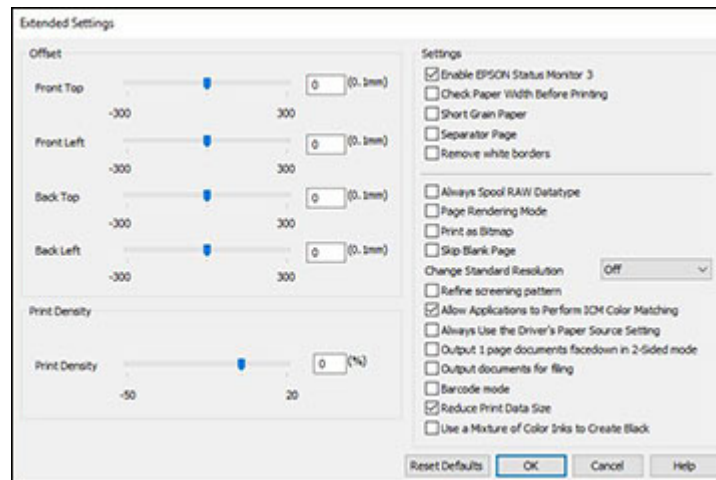 Extended Settings
Offset
Front Top
0 (0.1mm)
-300 300
Front Left
0 (0.1mm)
-300 300
Back Top
0 (0.1mm)
-300 300
Back Left
0 (0.1mm)
-300 300
Print Density
Print Density
0 (%)
-50 20
Settings
Enable EPSON Status Monitor 3
Check Paper Width Before Printing
Short Grain Paper
Separator Page
Remove white borders
Always Spool RAW Datatype
Page Rendering Mode
Print as Bitmap
Skip Blank Page
Change Standard Resolution Off
Refine screening pattern
Allow Applications to Perform ICM Color Matching
Always Use the Driver's Paper Source Setting
Output 1 page documents facedown in 2-Sided mode
Output documents for filing
Barcode mode
Reduce Print Data Size
Use a Mixture of Color Inks to Create Black
Reset Defaults OK Cancel Help